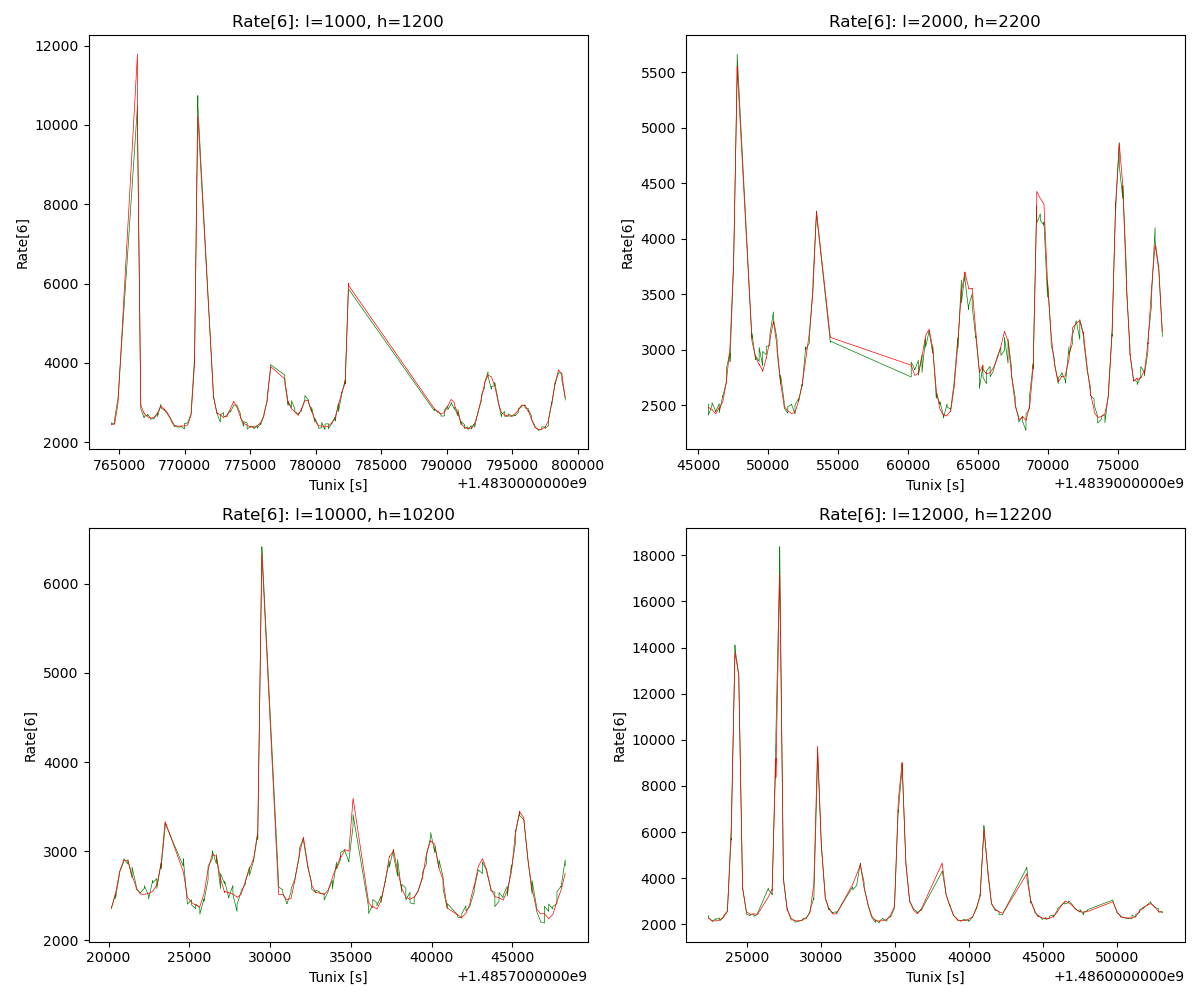 Rate[6]: l=1000, h=1200
12000
10000
8000
6000
4000
2000
Rate[6]
765000 770000 775000 780000 785000 790000 795000 800000
Tunix [s]
+1.4830000000e9
Rate[6]: l=2000, h=2200
5500
5000
4500
4000
3500
3000
2500
Rate[6]
45000 50000 55000 60000 65000 70000 75000
Tunix [s]
+1.4839000000e9
Rate[6]: l=10000, h=10200
6000
5000
4000
3000
2000
Rate[6]
20000 25000 30000 35000 40000 45000
Tunix [s]
+1.4857000000e9
Rate[6]: l=12000, h=12200
18000
16000
14000
12000
10000
8000
6000
4000
2000
Rate[6]
25000 30000 35000 40000 45000 50000
Tunix [s]
+1.4860000000e9